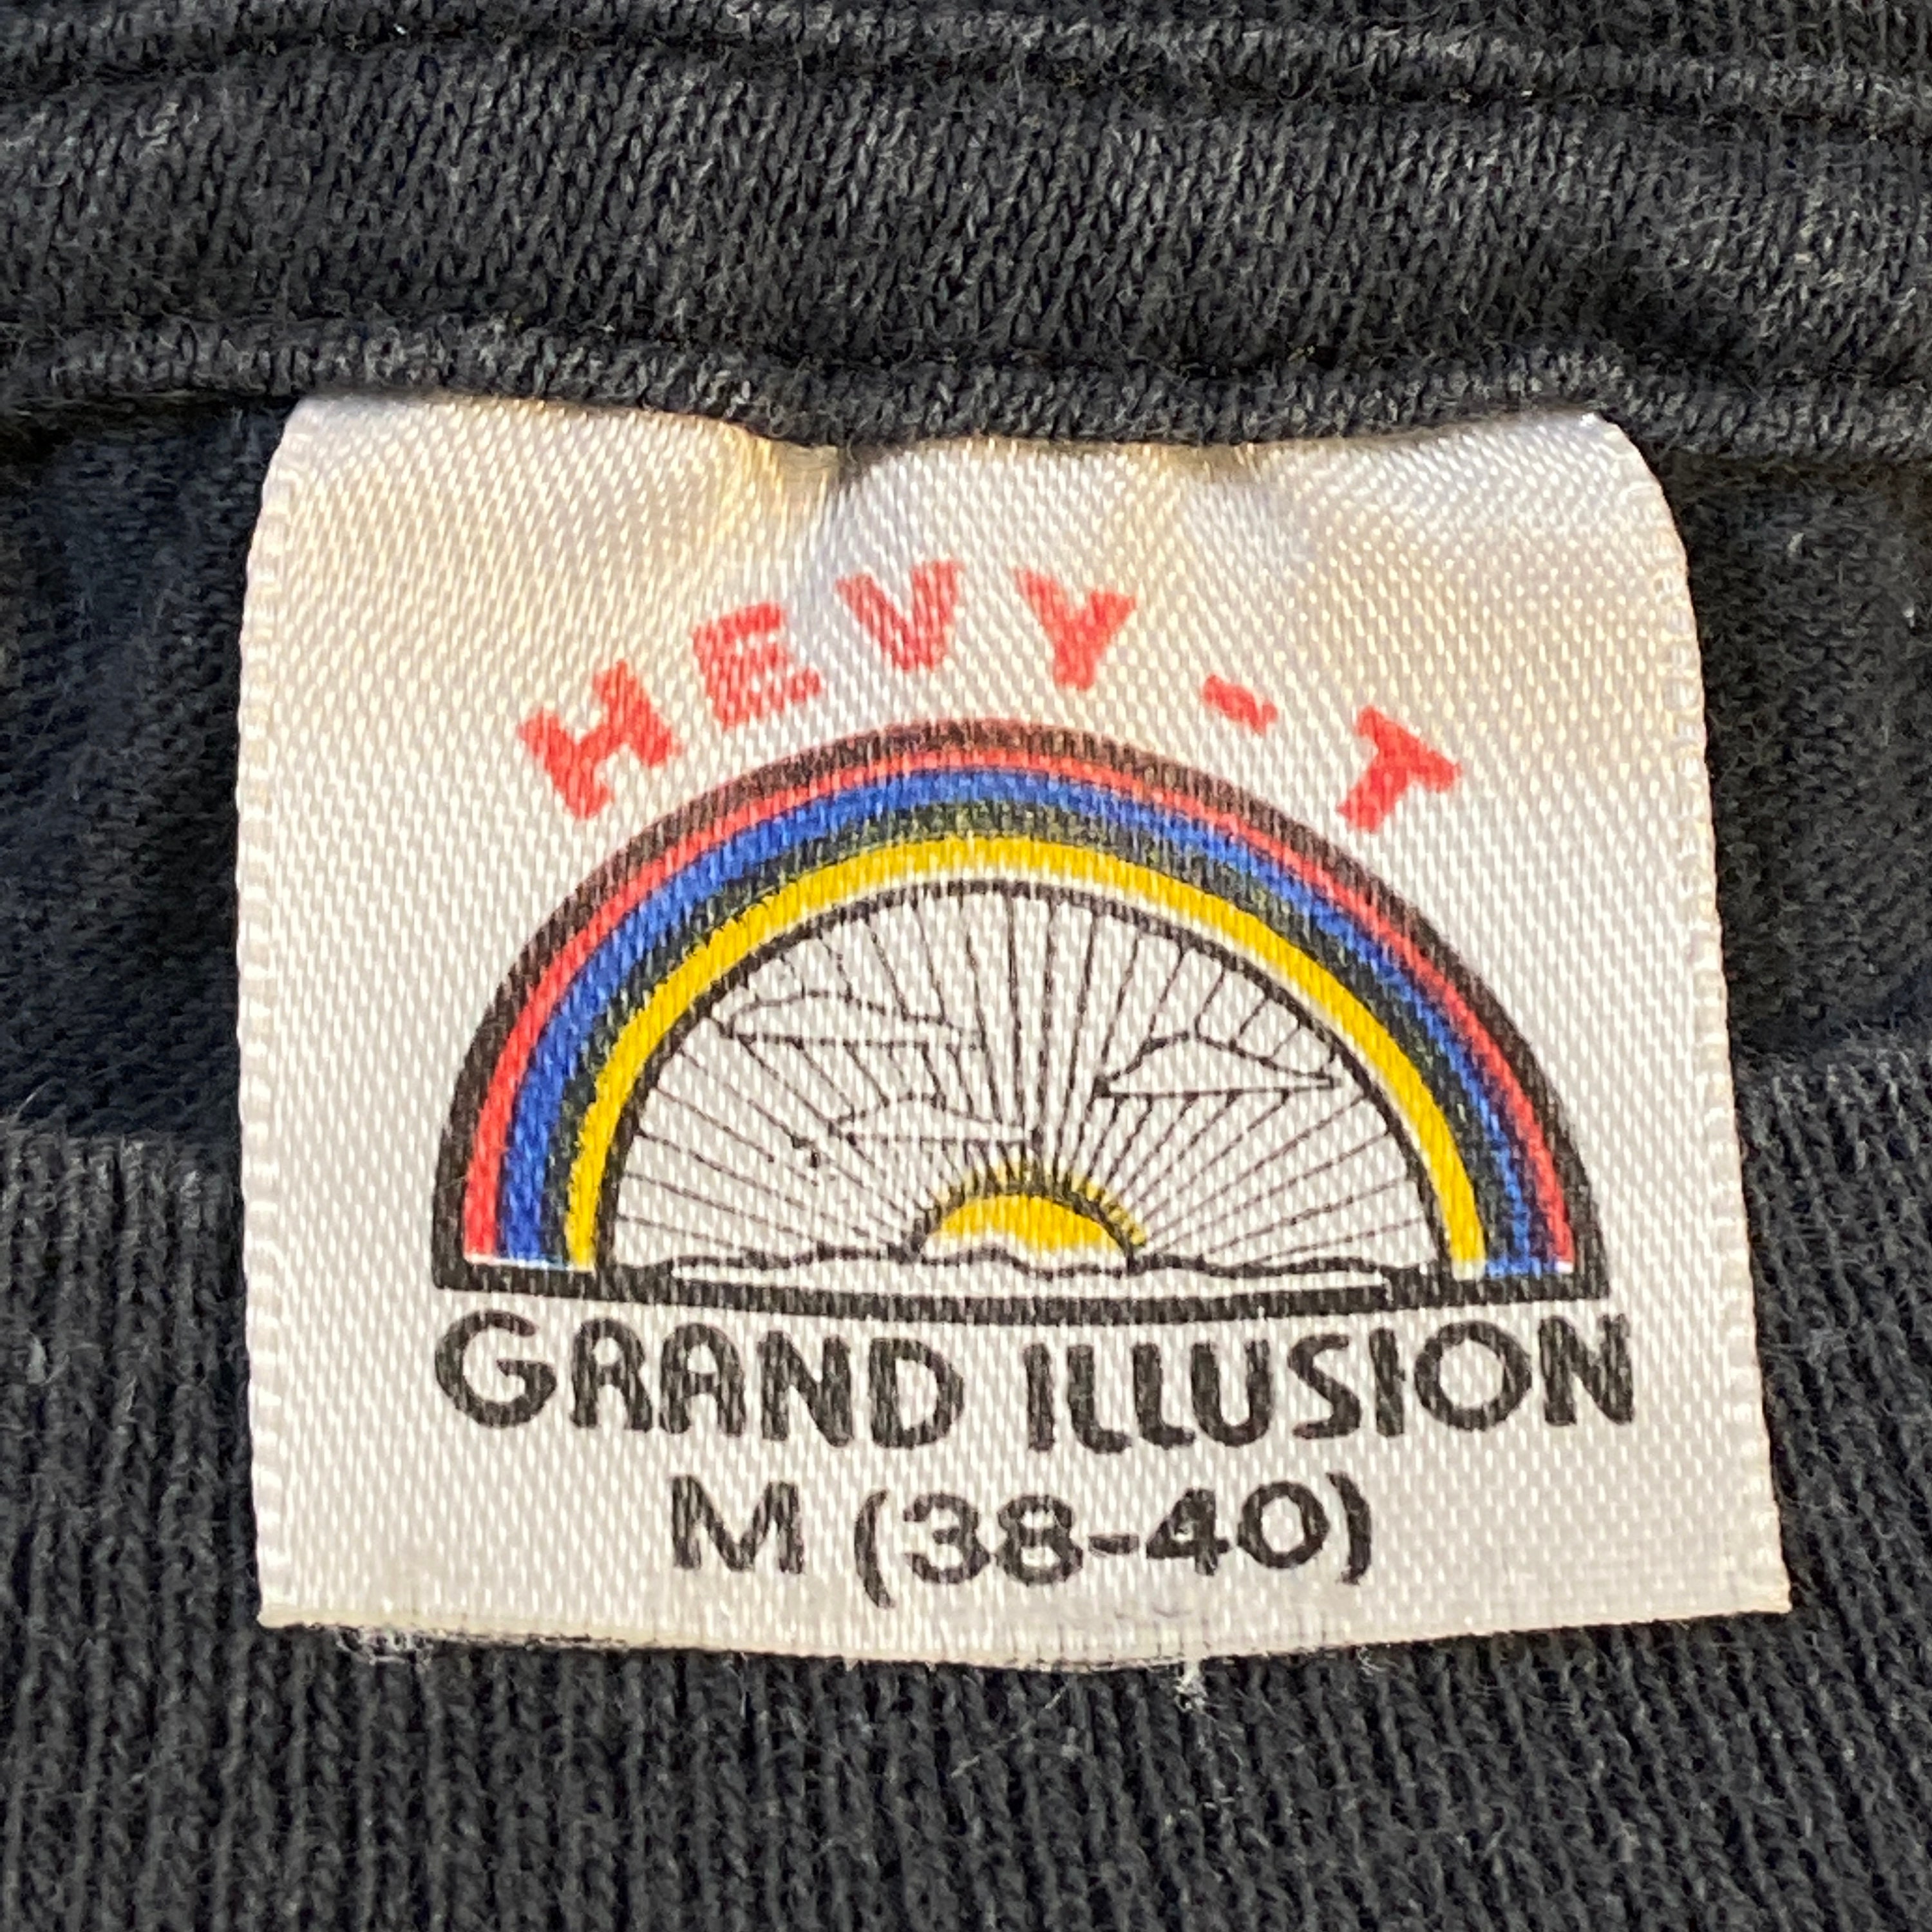 HEVY-T
GRAND ILLUSION
M (38-40)